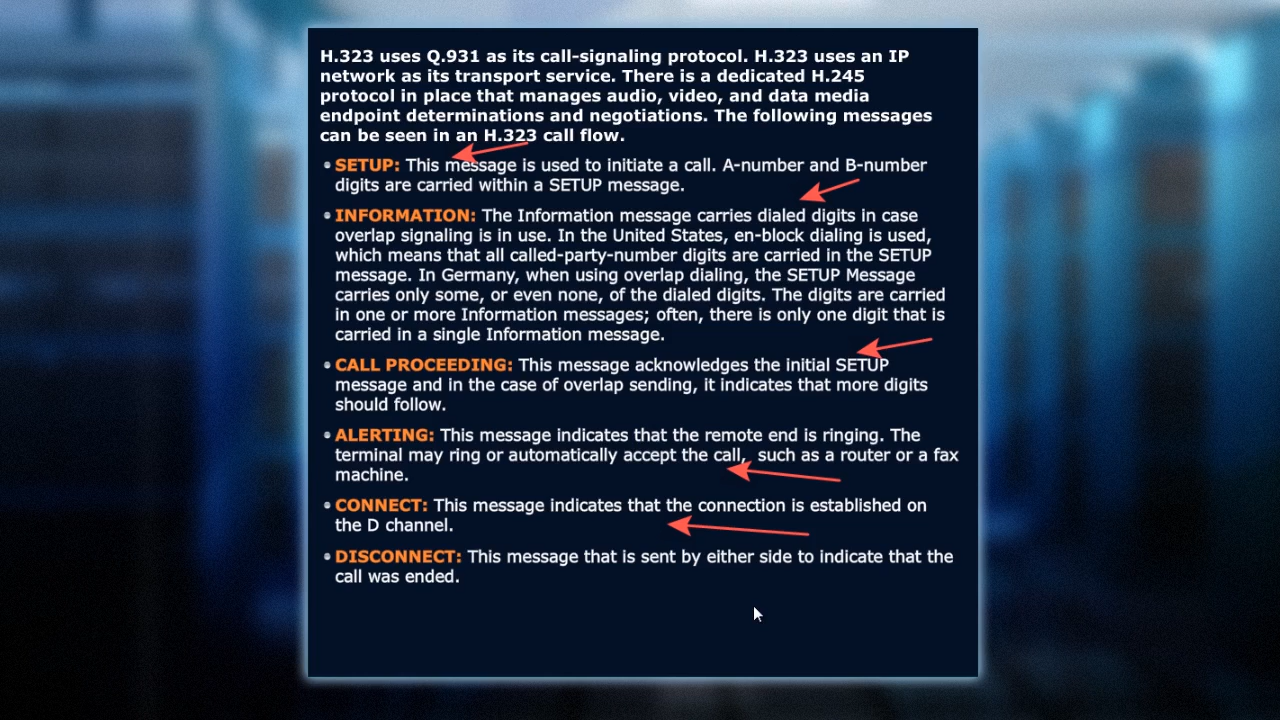 H.323 uses Q.931 as its call-signaling protocol. H.323 uses an IP
network as its transport service. There is a dedicated H.245
protocol in place that manages audio, video, and data media
endpoint determinations and negotiations. The following messages
can be seen in an H.323 call flow.
• SETUP: This message is used to initiate a call. A-number and B-number
digits are carried within a SETUP message.
• INFORMATION: The Information message carries dialed digits in case
overlap signaling is in use. In the United States, en-block dialing is used,
which means that all called-party-number digits are carried in the SETUP
message. In Germany, when using overlap dialing, the SETUP Message
carries only some, or even none, of the dialed digits. The digits are carried
in one or more Information messages; often, there is only one digit that is
carried in a single Information message.
• CALL PROCEEDING: This message acknowledges the initial SETUP
message and in the case of overlap sending, it indicates that more digits
should follow.
• ALERTING: This message indicates that the remote end is ringing. The
terminal may ring or automatically accept the call, such as a router or a fax
machine.
• CONNECT: This message indicates that the connection is established on
the D channel.
• DISCONNECT: This message that is sent by either side to indicate that the
call was ended.